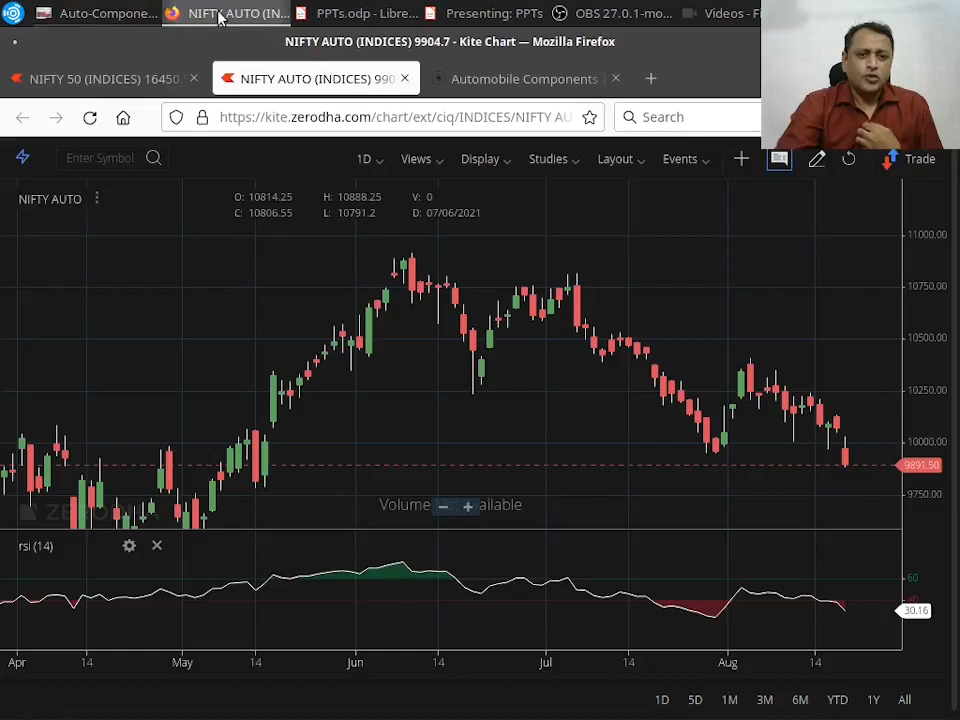 Auto-Compone...
NIFTY AUTO (IN...
PPTs.odp - Libre...
Presenting: PPTs
OBS 27.0.1-mo...
Videos - F
NIFTY AUTO (INDICES) 9904.7 - Kite Chart — Mozilla Firefox
NIFTY 50 (INDICES) 16450
NIFTY AUTO (INDICES) 990
Automobile Components
https://kite.zerodha.com/chart/ext/ciq/INDICES/NIFTY AU
Search
Enter Symbol
1D
Views
Display
Studies
Layout
Events
Trade
NIFTY AUTO
O: 10814.25
H: 10888.25
V: 0
C: 10806.55
L: 10791.2
D: 07/06/2021
11000.00
10750.00
10500.00
10250.00
10000.00
9891.50
9750.00
Volume ailable
rsi (14)
60
30.16
Apr
14
May
14
Jun
14
Jul
14
Aug
14
1D
5D
1M
3M
6M
YTD
1Y
All